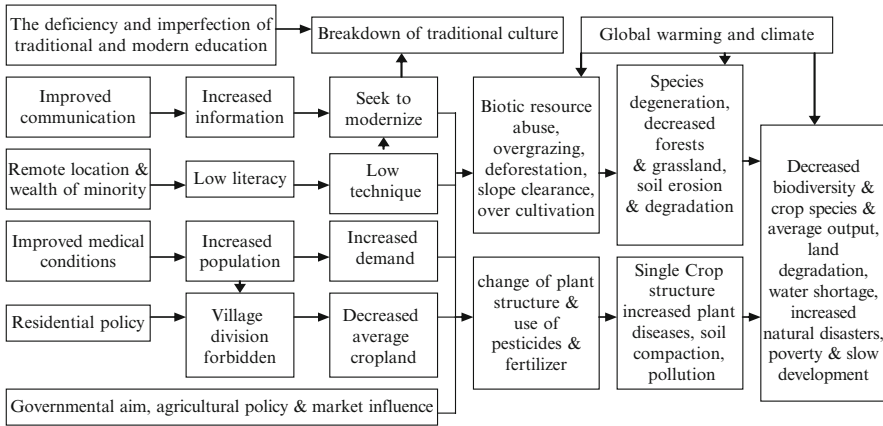 The deficiency and imperfection of
traditional and modern education
Breakdown of traditional culture
Global warming and climate
Improved
communication
Increased
information
Seek to
modernize
Remote location &
wealth of minority
Low literacy
Low
technique
Improved medical
conditions
Increased
population
Increased
demand
Residential policy
Village
division
forbidden
Decreased
average
cropland
Governmental aim, agricultural policy & market influence
Biotic resource
abuse,
overgrazing,
deforestation,
slope clearance,
over cultivation
Species
degeneration,
decreased
forests
& grassland,
soil erosion
& degradation
change of plant
structure &
use of
pesticides &
fertilizer
Single Crop
structure
increased plant
diseases, soil
compaction,
pollution
Decreased
biodiversity &
crop species &
average output,
land
degradation,
water shortage,
increased
natural disasters,
poverty & slow
development